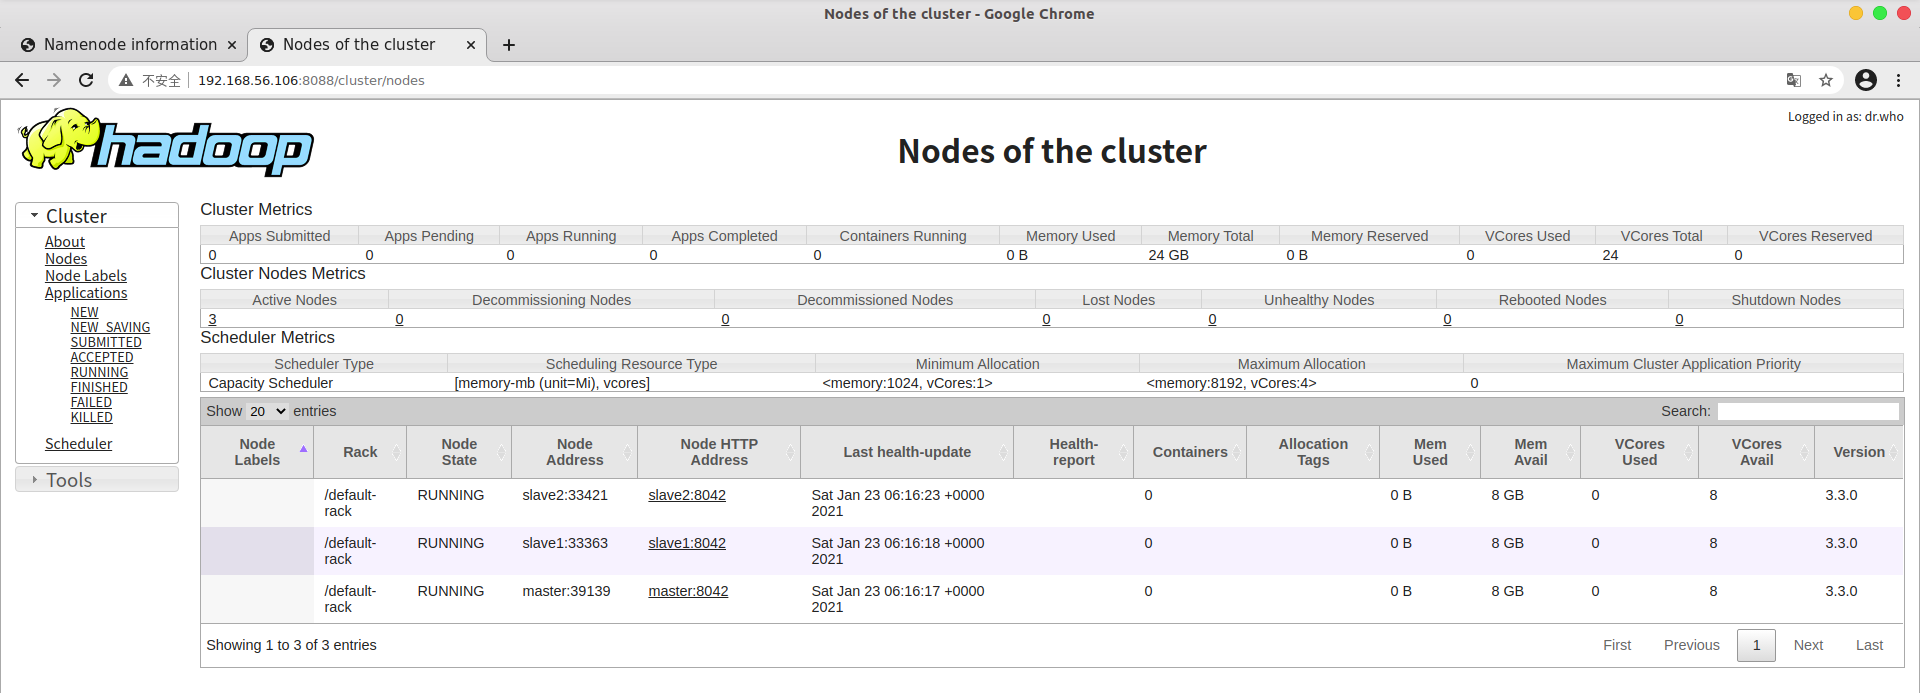 Nodes of the cluster - Google Chrome
Namenode information
Nodes of the cluster
不安全 192.168.56.106:8088/cluster/nodes
hadoop
Logged in as: dr.who
Nodes of the cluster
Cluster
About
Nodes
Node Labels
Applications
NEW
NEW_SAVING
SUBMITTED
ACCEPTED
RUNNING
FINISHED
FAILED
KILLED
Scheduler
Tools
Cluster Metrics
Apps Submitted Apps Pending Apps Running Apps Completed Containers Running Memory Used Memory Total Memory Reserved VCores Used VCores Total VCores Reserved
0 0 0 0 0 0 B 24 GB 0 B 0 24 0
Cluster Nodes Metrics
Active Nodes Decommissioning Nodes Decommissioned Nodes Lost Nodes Unhealthy Nodes Rebooted Nodes Shutdown Nodes
3 0 0 0 0 0 0
Scheduler Metrics
Scheduler Type Scheduling Resource Type Minimum Allocation Maximum Allocation Maximum Cluster Application Priority
Capacity Scheduler [memory-mb (unit=Mi), vcores] <memory:1024, vCores:1> <memory:8192, vCores:4> 0
Show 20 entries Search:
Node Labels Rack Node State Node Address Node HTTP Address Last health-update Health-report Containers Allocation Tags Mem Used Mem Avail VCores Used VCores Avail Version
/default-rack RUNNING slave2:33421 slave2:8042 Sat Jan 23 06:16:23 +0000 2021 0 0 B 8 GB 0 8 3.3.0
/default-rack RUNNING slave1:33363 slave1:8042 Sat Jan 23 06:16:18 +0000 2021 0 0 B 8 GB 0 8 3.3.0
/default-rack RUNNING master:39139 master:8042 Sat Jan 23 06:16:17 +0000 2021 0 0 B 8 GB 0 8 3.3.0
Showing 1 to 3 of 3 entries First Previous 1 Next Last